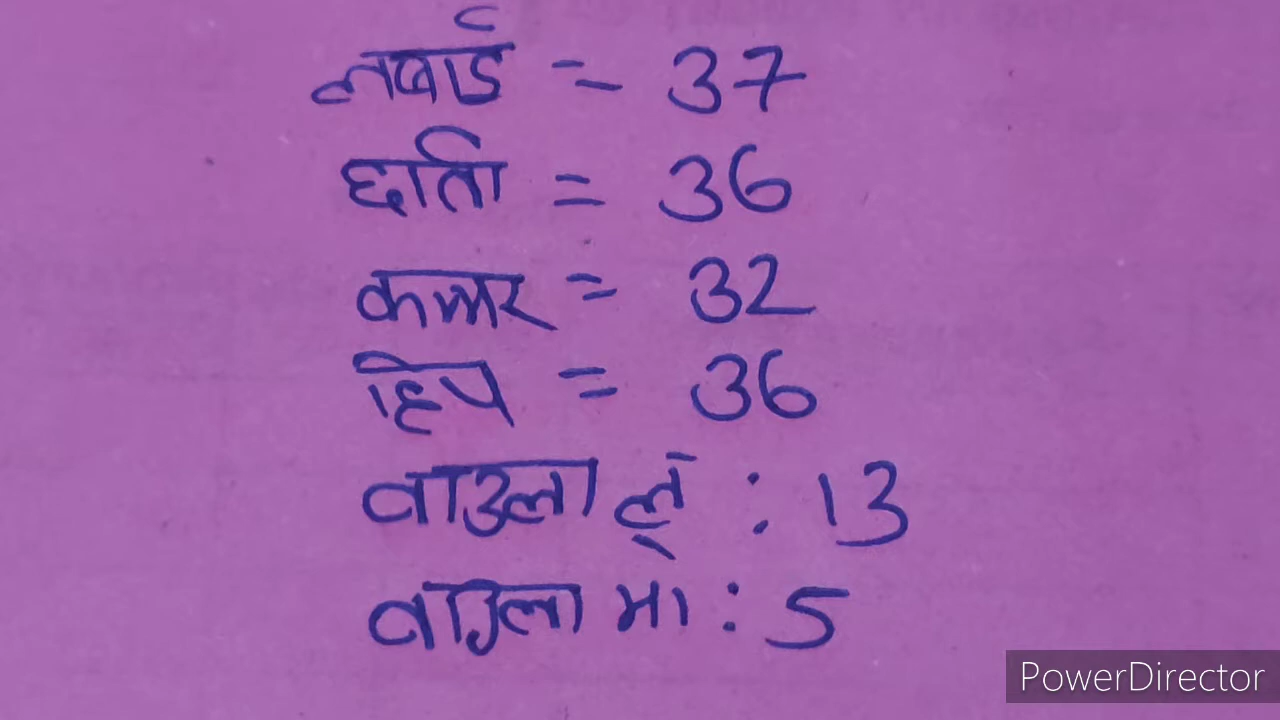 लम्बाई = 37
छाति = 36
कम्मर = 32
हिप = 36
वाउला ल् : 13
वाउला मा : 5
PowerDirector